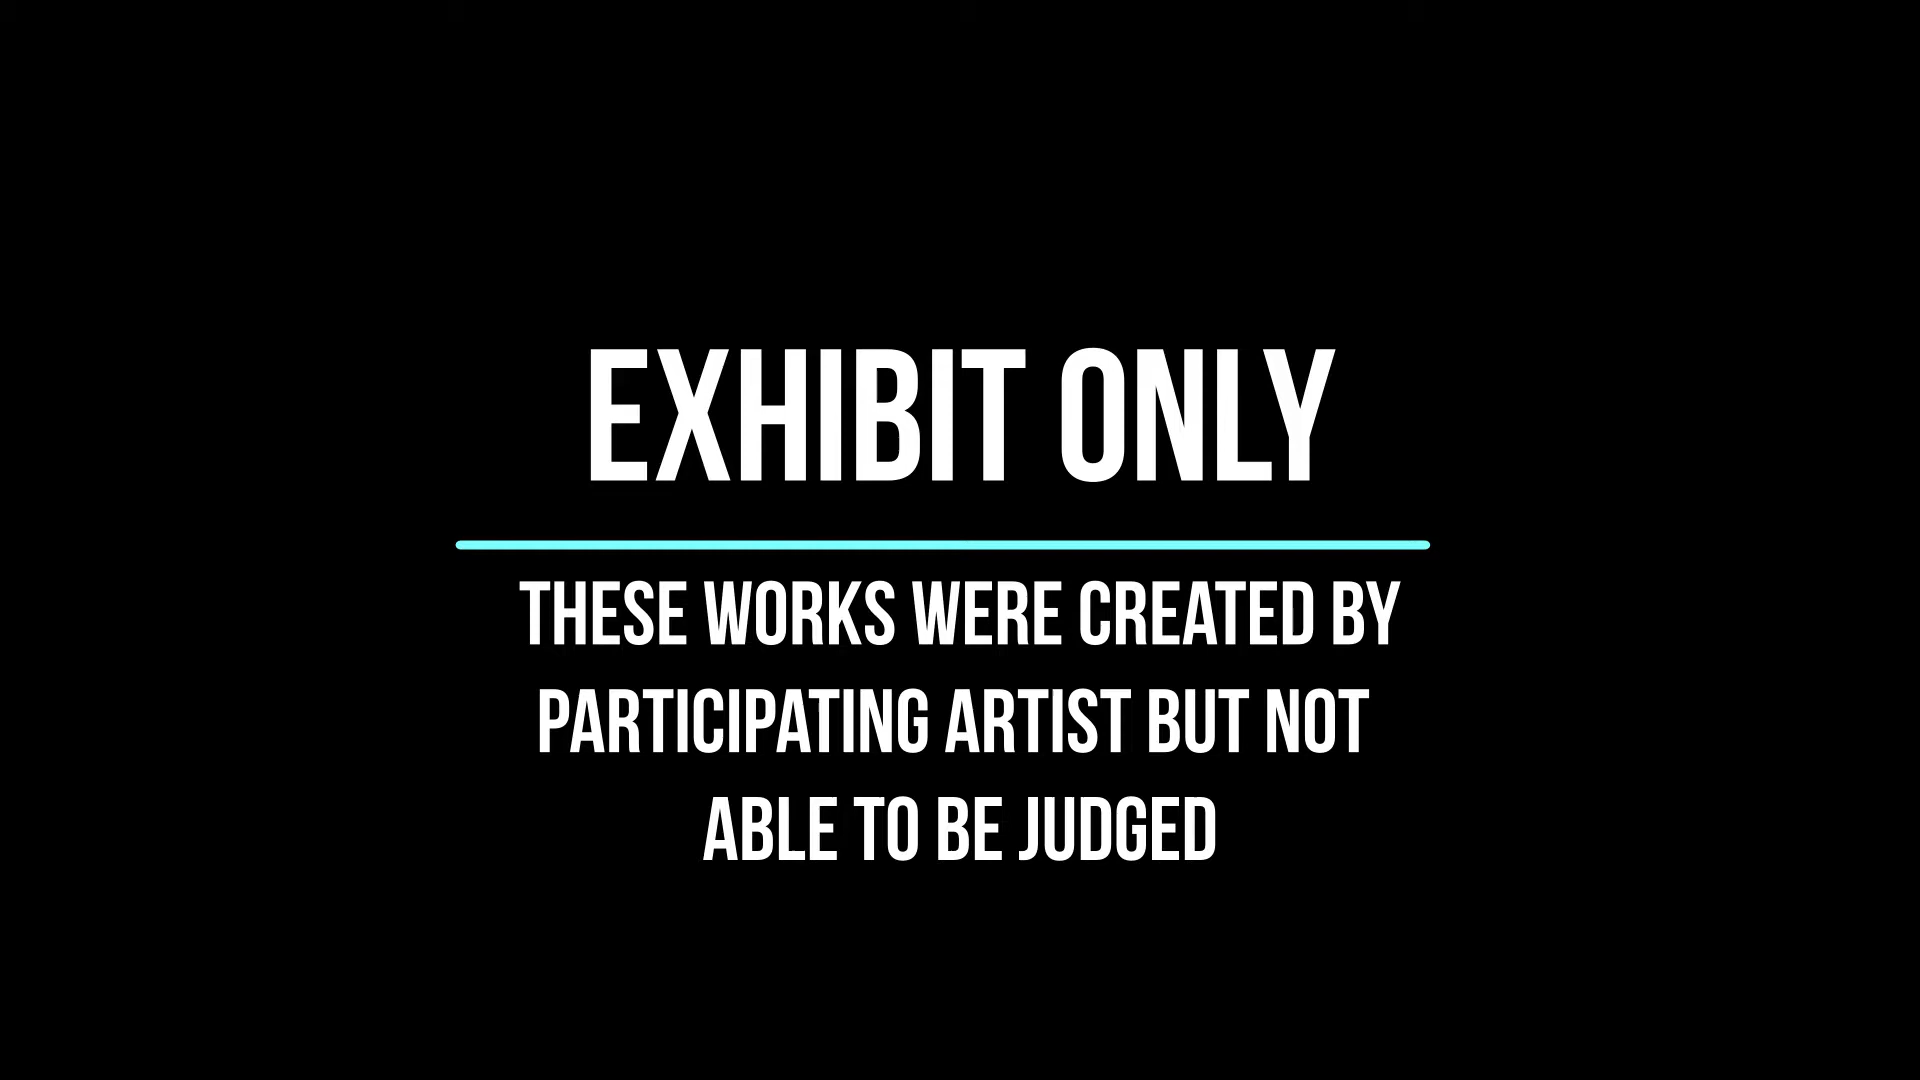 EXHIBIT ONLY
THESE WORKS WERE CREATED BY
PARTICIPATING ARTIST BUT NOT
ABLE TO BE JUDGED